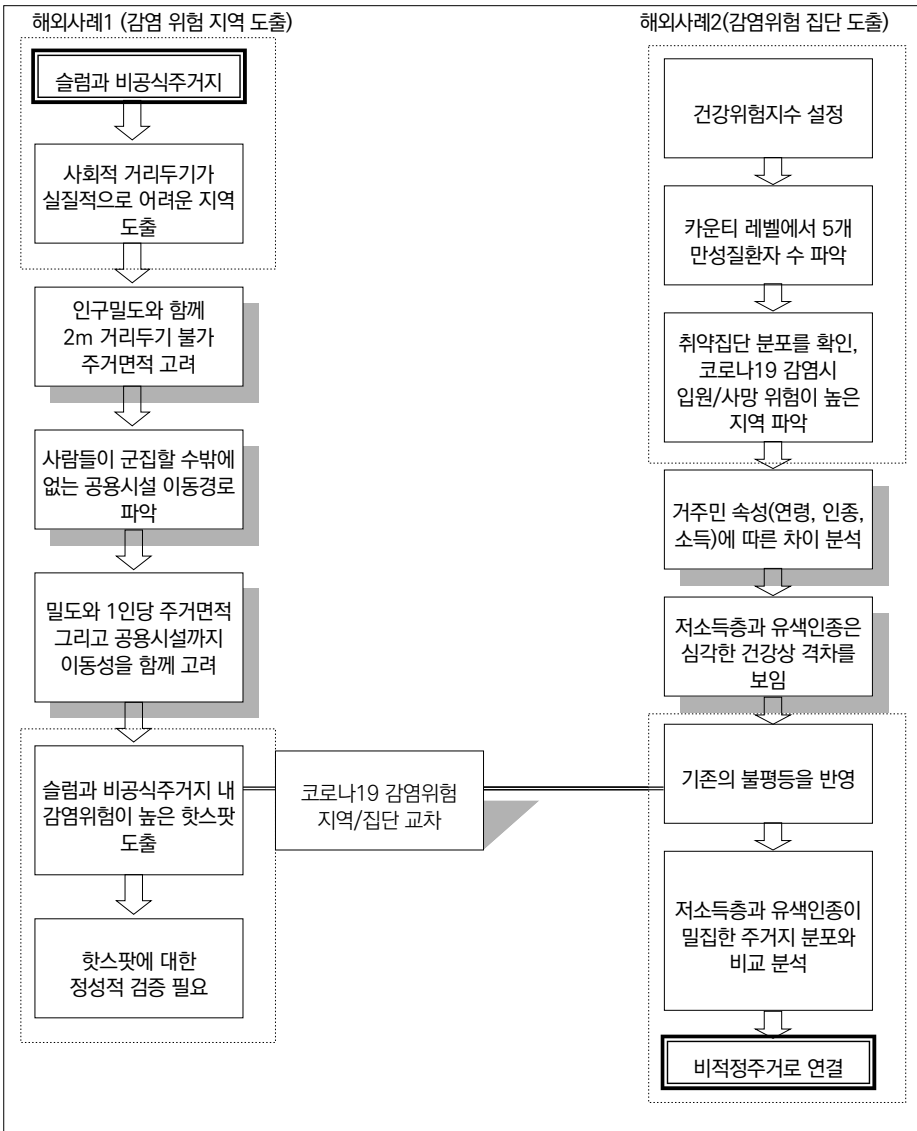 해외사례1 (감염 위험 지역 도출)
슬럼과 비공식주거지
사회적 거리두기가
실질적으로 어려운 지역
도출
인구밀도와 함께
2m 거리두기 불가
주거면적 고려
사람들이 군집할 수밖에
없는 공용시설 이동경로
파악
밀도와 1인당 주거면적
그리고 공용시설까지
이동성을 함께 고려
슬럼과 비공식주거지 내
감염위험이 높은 핫스팟
도출
핫스팟에 대한
정성적 검증 필요
코로나19 감염위험
지역/집단 교차
해외사례2(감염위험 집단 도출)
건강위험지수 설정
카운티 레벨에서 5개
만성질환자 수 파악
취약집단 분포를 확인,
코로나19 감염시
입원/사망 위험이 높은
지역 파악
거주민 속성(연령, 인종,
소득)에 따른 차이 분석
저소득층과 유색인종은
심각한 건강상 격차를
보임
기존의 불평등을 반영
저소득층과 유색인종이
밀집한 주거지 분포와
비교 분석
비적정주거로 연결